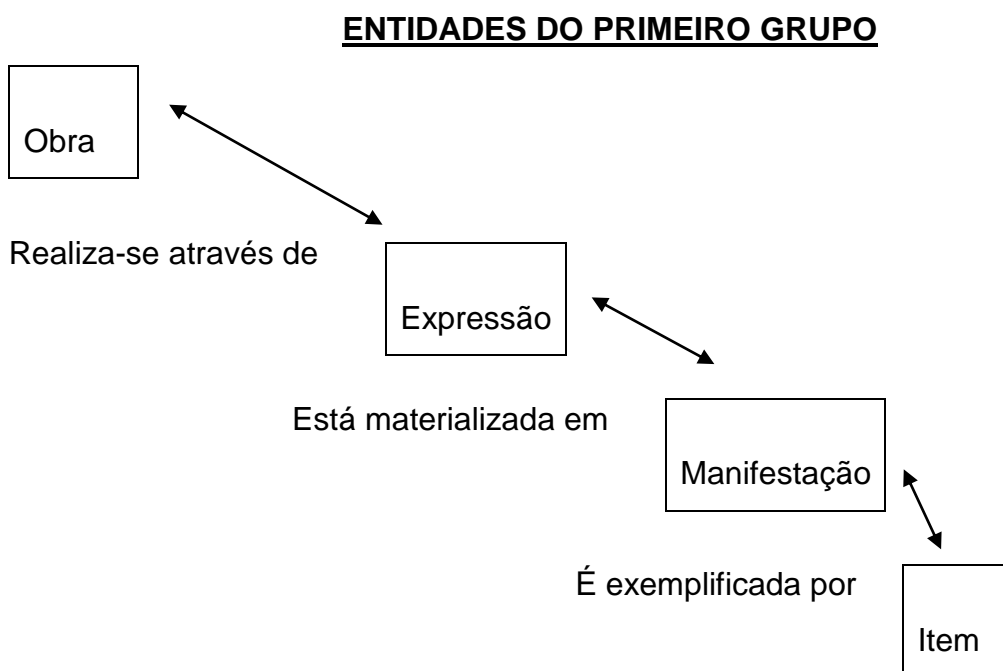 ENTIDADES DO PRIMEIRO GRUPO
Obra
Realiza-se através de
Expressão
Está materializada em
Manifestação
É exemplificada por
Item